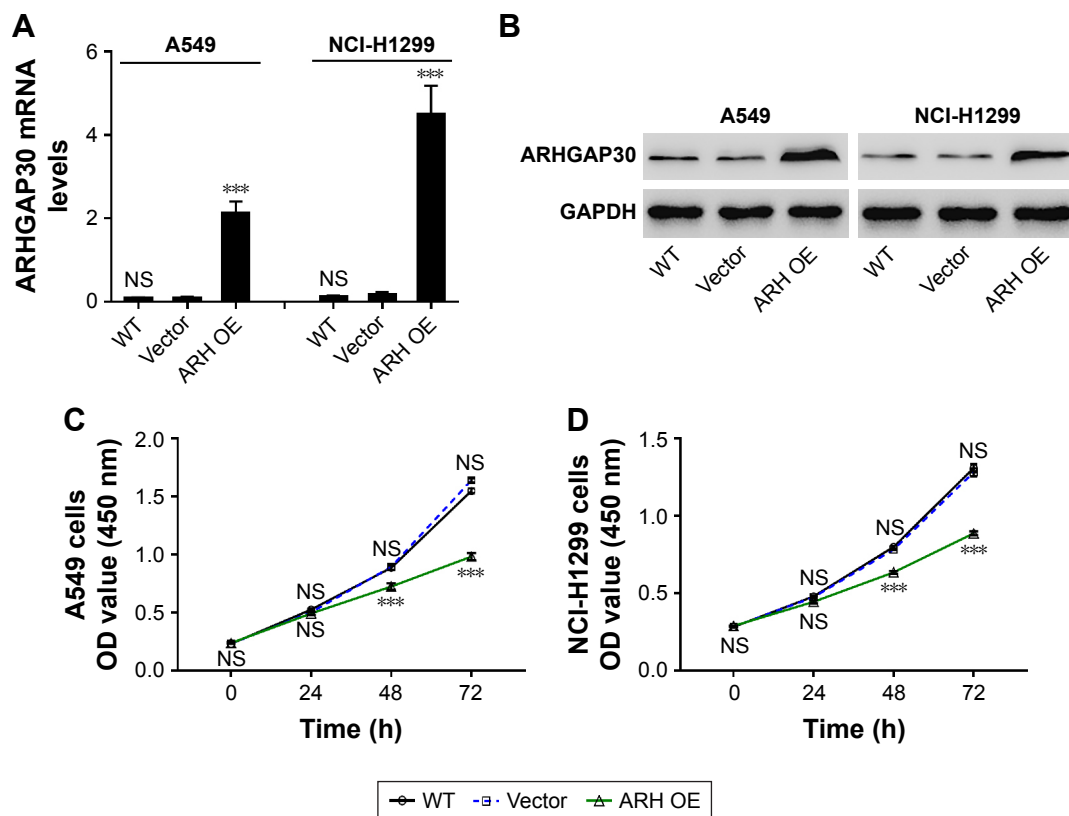 A
B
A549
NCI-H1299
ARHGAP30 mRNA
levels
6
4
2
0
NS
***
NS
***
WT
Vector
ARH OE
WT
Vector
ARH OE
A549
NCI-H1299
ARHGAP30
GAPDH
WT
Vector
ARH OE
WT
Vector
ARH OE
C
A549 cells
OD value (450 nm)
2.0
1.5
1.0
0.5
0.0
NS
NS
NS
NS
***
NS
***
0
24
48
72
Time (h)
D
NCI-H1299 cells
OD value (450 nm)
1.5
1.0
0.5
0.0
NS
NS
NS
NS
***
NS
***
0
24
48
72
Time (h)
WT
Vector
ARH OE